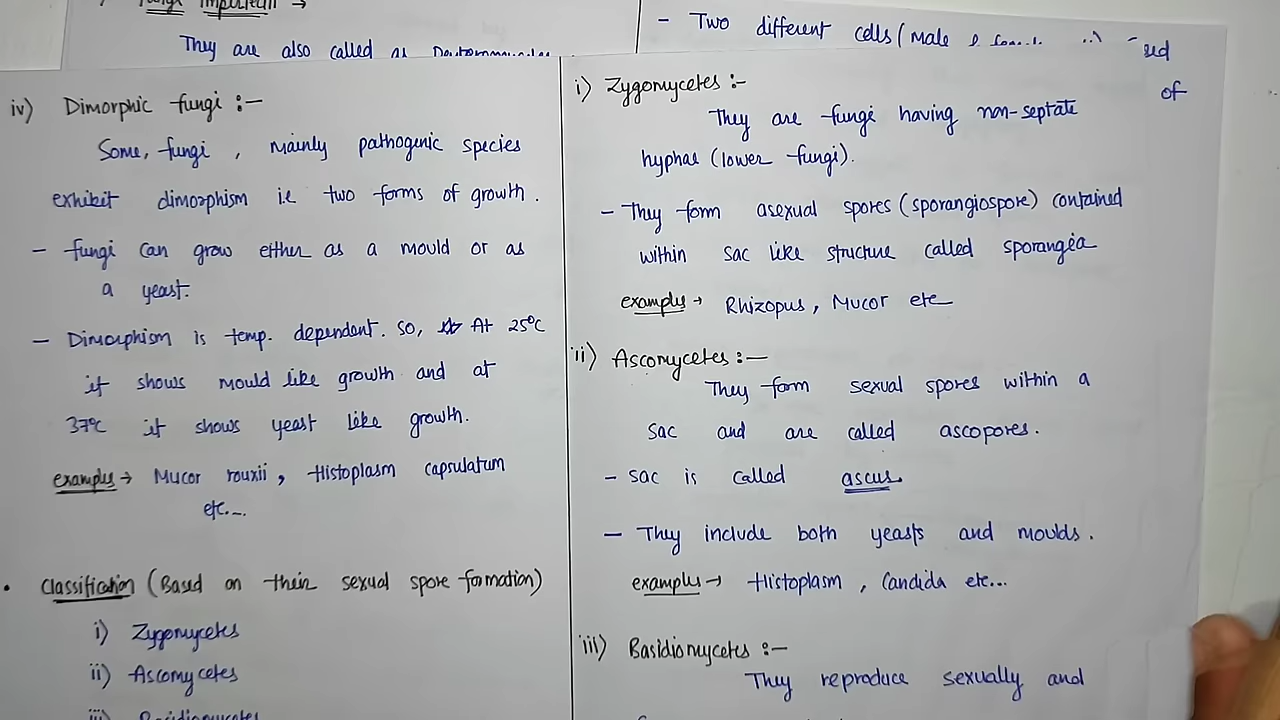 They are also called as
- Two different cells (Male &
of
iv) Dimorphic fungi :-
Some, fungi , mainly pathogenic species
exhibit dimorphism i.e two forms of growth.
- fungi can grow either as a mould or as
a yeast.
- Dimorphism is temp. dependent. So, At 25°C
it shows mould like growth and at
37°C it shows yeast like growth.
examples → Mucor rouxii, Histoplasm capsulatum
etc...
• Classification (Based on their sexual spore formation)
i) Zygomycetes
ii) Ascomycetes
iii) Basidiomycetes
i) Zygomycetes :-
They are fungi having non-septate
hyphae (lower fungi).
- They form asexual spores (sporangiospore) contained
within sac like structure called sporangia
examples → Rhizopus, Mucor etc
ii) Ascomycetes :-
They form sexual spores within a
sac and are called ascopores.
- sac is called ascus.
- They include both yeasts and moulds.
examples → Histoplasm, Candida etc...
iii) Basidiomycetes :-
They reproduce sexually and